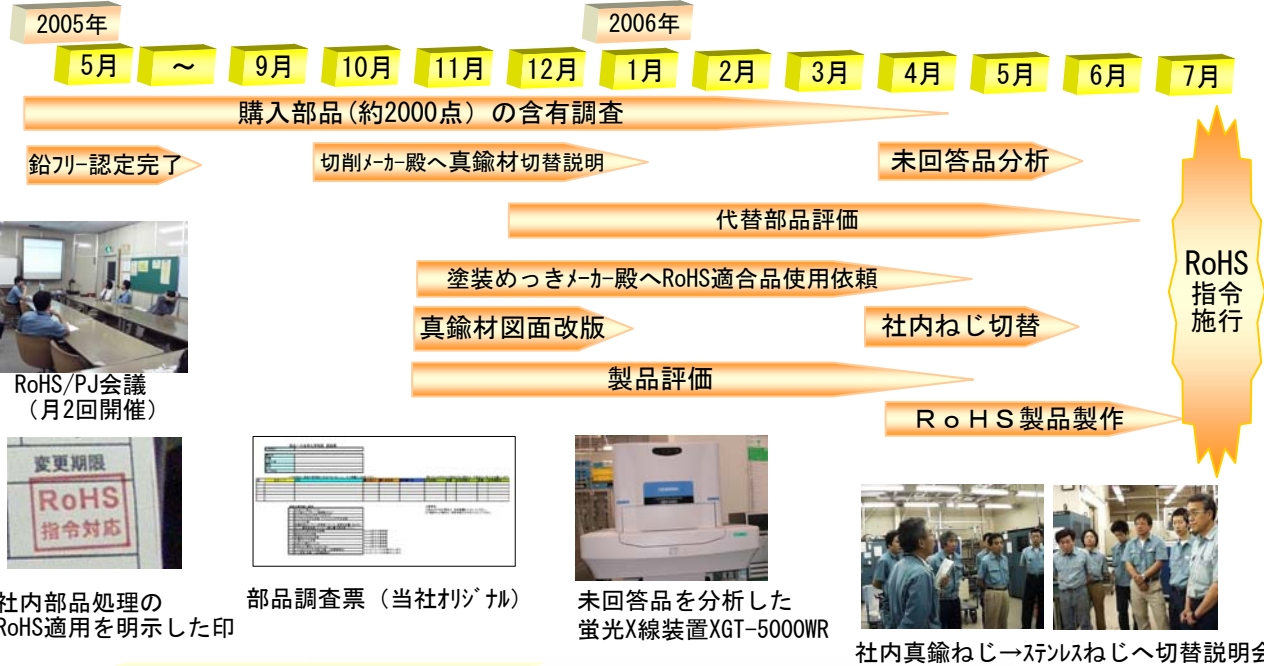 2005年
2006年
5月
～
9月
10月
11月
12月
1月
2月
3月
4月
5月
6月
7月
購入部品(約2000点) の含有調査
鉛ﾌﾘｰ認定完了
切削ﾒｰｶｰ殿へ真鍮材切替説明
未回答品分析
代替部品評価
塗装めっきﾒｰｶｰ殿へRoHS適合品使用依頼
真鍮材図面改版
社内ねじ切替
製品評価
ＲｏＨＳ製品製作
RoHS
指令
施行
RoHS/PJ会議
（月2回開催）
変更期限
RoHS
指令対応
社内部品処理の
RoHS適用を明示した印
部品調査票（当社ｵﾘｼﾞﾅﾙ）
未回答品を分析した
蛍光X線装置XGT-5000WR
社内真鍮ねじ→ｽﾃﾝﾚｽねじへ切替説明会